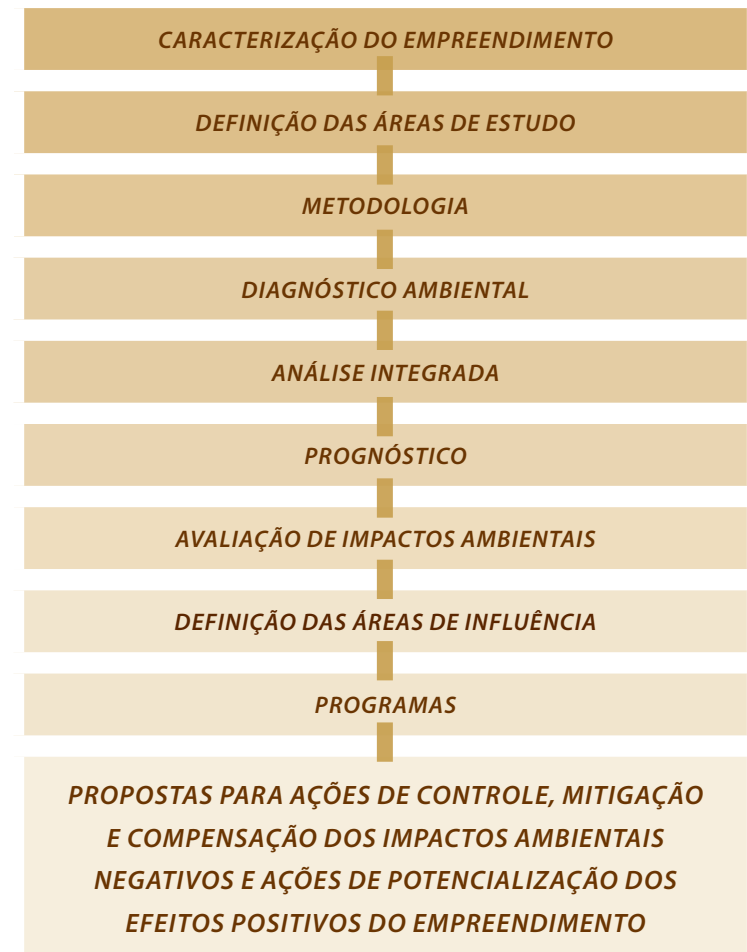 CARACTERIZAÇÃO DO EMPREENDIMENTO
DEFINIÇÃO DAS ÁREAS DE ESTUDO
METODOLOGIA
DIAGNÓSTICO AMBIENTAL
ANÁLISE INTEGRADA
PROGNÓSTICO
AVALIAÇÃO DE IMPACTOS AMBIENTAIS
DEFINIÇÃO DAS ÁREAS DE INFLUÊNCIA
PROGRAMAS
PROPOSTAS PARA AÇÕES DE CONTROLE, MITIGAÇÃO
E COMPENSAÇÃO DOS IMPACTOS AMBIENTAIS
NEGATIVOS E AÇÕES DE POTENCIALIZAÇÃO DOS
EFEITOS POSITIVOS DO EMPREENDIMENTO